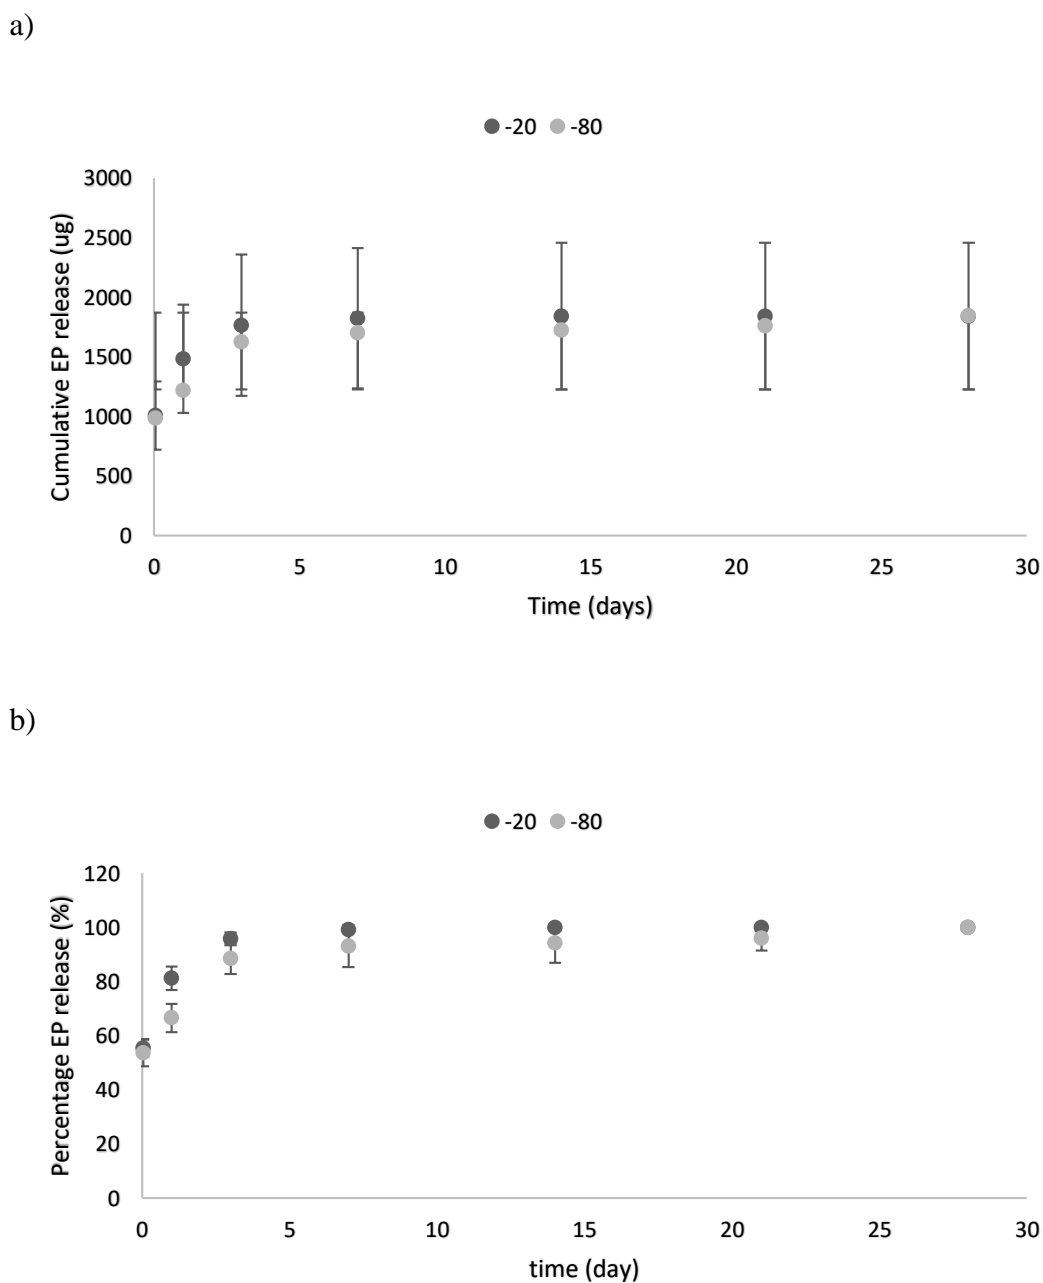 a)
-20 -80
3000
2500
2000
1500
1000
500
0
Cumulative EP release (ug)
0 5 10 15 20 25 30
Time (days)
b)
-20 -80
120
100
80
60
40
20
0
Percentage EP release (%)
0 5 10 15 20 25 30
time (day)